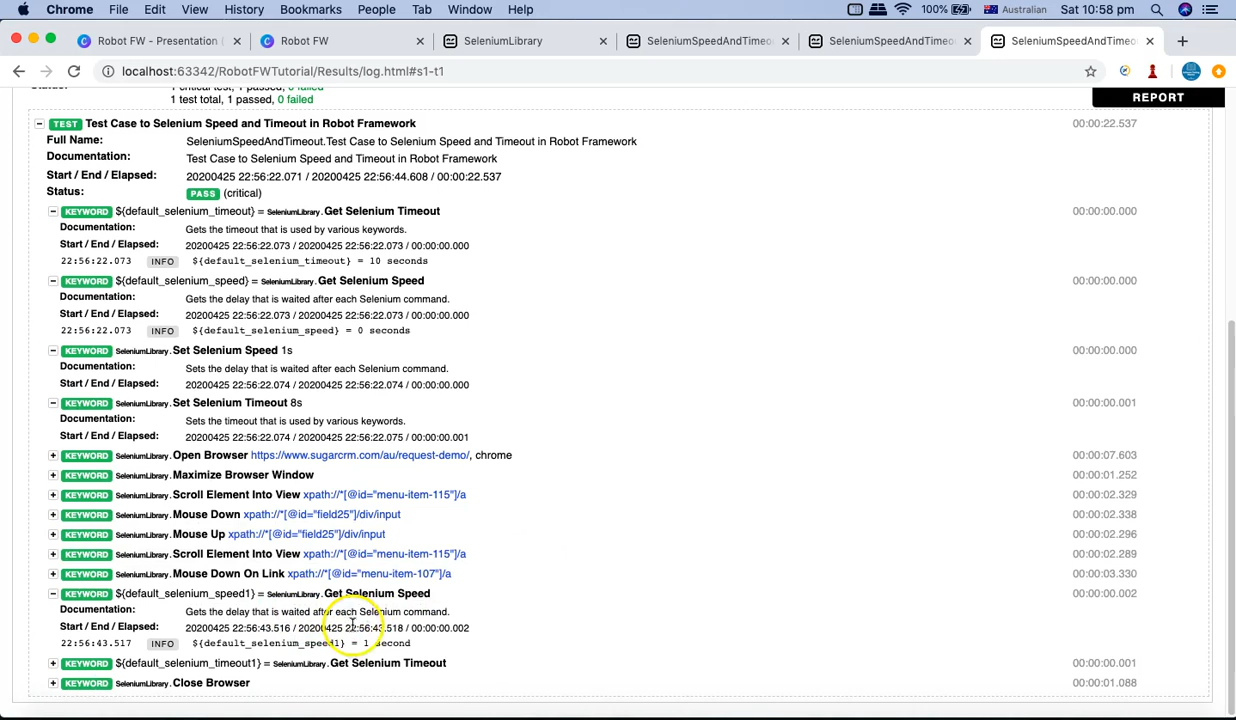 Chrome File Edit View History Bookmarks People Tab Window Help 100% Australian Sat 10:58 pm
Robot FW - Presentation ( Robot FW SeleniumLibrary SeleniumSpeedAndTimeo SeleniumSpeedAndTimeo SeleniumSpeedAndTimeo
localhost:63342/RobotFWTutorial/Results/log.html#s1-t1
1 critical test, 1 passed, 0 failed
1 test total, 1 passed, 0 failed
REPORT
TEST Test Case to Selenium Speed and Timeout in Robot Framework 00:00:22.537
Full Name: SeleniumSpeedAndTimeout.Test Case to Selenium Speed and Timeout in Robot Framework
Documentation: Test Case to Selenium Speed and Timeout in Robot Framework
Start / End / Elapsed: 20200425 22:56:22.071 / 20200425 22:56:44.608 / 00:00:22.537
Status: PASS (critical)
KEYWORD ${default_selenium_timeout} = SeleniumLibrary.Get Selenium Timeout 00:00:00.000
Documentation: Gets the timeout that is used by various keywords.
Start / End / Elapsed: 20200425 22:56:22.073 / 20200425 22:56:22.073 / 00:00:00.000
22:56:22.073 INFO ${default_selenium_timeout} = 10 seconds
KEYWORD ${default_selenium_speed} = SeleniumLibrary.Get Selenium Speed 00:00:00.000
Documentation: Gets the delay that is waited after each Selenium command.
Start / End / Elapsed: 20200425 22:56:22.073 / 20200425 22:56:22.073 / 00:00:00.000
22:56:22.073 INFO ${default_selenium_speed} = 0 seconds
KEYWORD SeleniumLibrary.Set Selenium Speed 1s 00:00:00.000
Documentation: Sets the delay that is waited after each Selenium command.
Start / End / Elapsed: 20200425 22:56:22.074 / 20200425 22:56:22.074 / 00:00:00.000
KEYWORD SeleniumLibrary.Set Selenium Timeout 8s 00:00:00.001
Documentation: Sets the timeout that is used by various keywords.
Start / End / Elapsed: 20200425 22:56:22.074 / 20200425 22:56:22.075 / 00:00:00.001
KEYWORD SeleniumLibrary.Open Browser https://www.sugarcrm.com/au/request-demo/, chrome 00:00:07.603
KEYWORD SeleniumLibrary.Maximize Browser Window 00:00:01.252
KEYWORD SeleniumLibrary.Scroll Element Into View xpath://*[@id="menu-item-115"]/a 00:00:02.329
KEYWORD SeleniumLibrary.Mouse Down xpath://*[@id="field25"]/div/input 00:00:02.338
KEYWORD SeleniumLibrary.Mouse Up xpath://*[@id="field25"]/div/input 00:00:02.296
KEYWORD SeleniumLibrary.Scroll Element Into View xpath://*[@id="menu-item-115"]/a 00:00:02.289
KEYWORD SeleniumLibrary.Mouse Down On Link xpath://*[@id="menu-item-107"]/a 00:00:03.330
KEYWORD ${default_selenium_speed1} = SeleniumLibrary.Get Selenium Speed 00:00:00.002
Documentation: Gets the delay that is waited after each Selenium command.
Start / End / Elapsed: 20200425 22:56:43.516 / 20200425 22:56:43.518 / 00:00:00.002
22:56:43.517 INFO ${default_selenium_speed1} = 1 second
KEYWORD ${default_selenium_timeout1} = SeleniumLibrary.Get Selenium Timeout 00:00:00.001
KEYWORD SeleniumLibrary.Close Browser 00:00:01.088